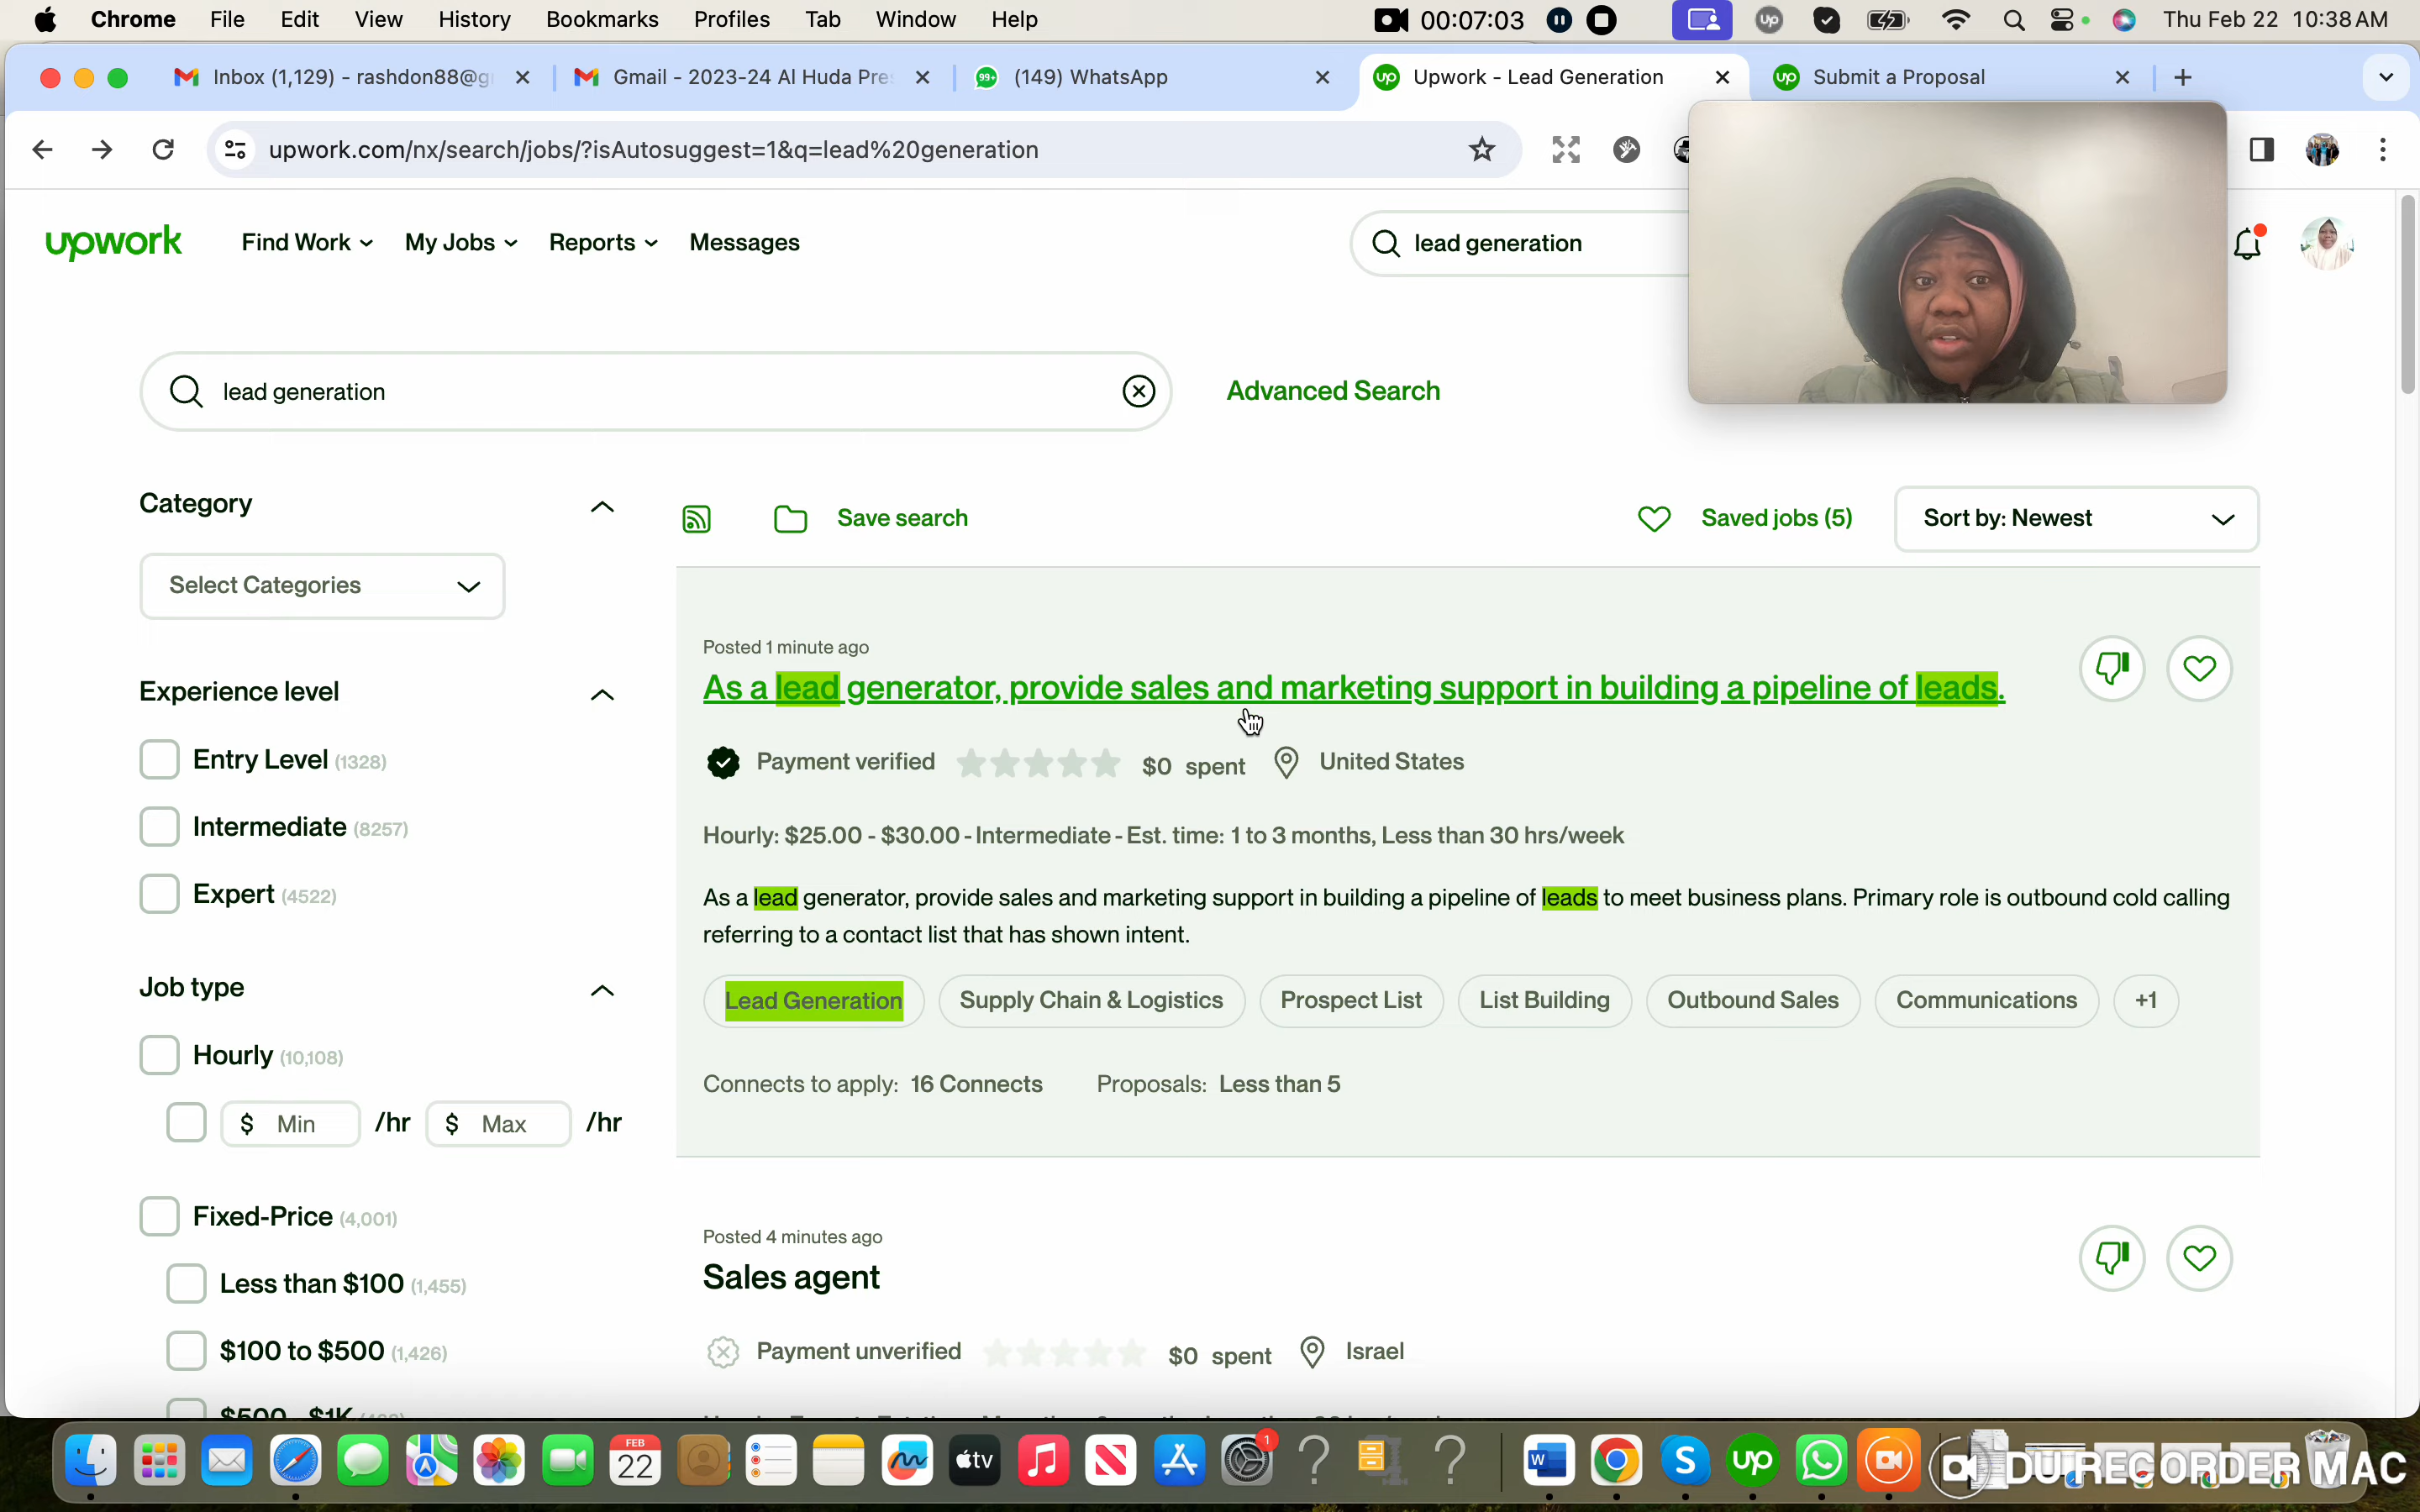 Chrome File Edit View History Bookmarks Profiles Tab Window Help 00:07:03 Thu Feb 22 10:38 AM
Inbox (1,129) - rashdon88@g Gmail - 2023-24 Al Huda Pre (149) WhatsApp Upwork - Lead Generation Submit a Proposal
upwork.com/nx/search/jobs/?isAutosuggest=1&q=lead%20generation
upwork Find Work My Jobs Reports Messages lead generation
lead generation Advanced Search
Category
Save search Saved jobs (5) Sort by: Newest
Select Categories
Posted 1 minute ago
As a lead generator, provide sales and marketing support in building a pipeline of leads.
Experience level
Entry Level (1328)
Payment verified $0 spent United States
Intermediate (8257)
Hourly: $25.00 - $30.00 - Intermediate - Est. time: 1 to 3 months, Less than 30 hrs/week
Expert (4522)
As a lead generator, provide sales and marketing support in building a pipeline of leads to meet business plans. Primary role is outbound cold calling
referring to a contact list that has shown intent.
Job type
Lead Generation Supply Chain & Logistics Prospect List List Building Outbound Sales Communications +1
Hourly (10,108)
Connects to apply: 16 Connects Proposals: Less than 5
$ Min /hr $ Max /hr
Fixed-Price (4,001)
Posted 4 minutes ago
Sales agent
Less than $100 (1,455)
$100 to $500 (1,426)
Payment unverified $0 spent Israel
$500 - $1K
FEB
22
tv
1
W
S
up
DU RECORDER MAC